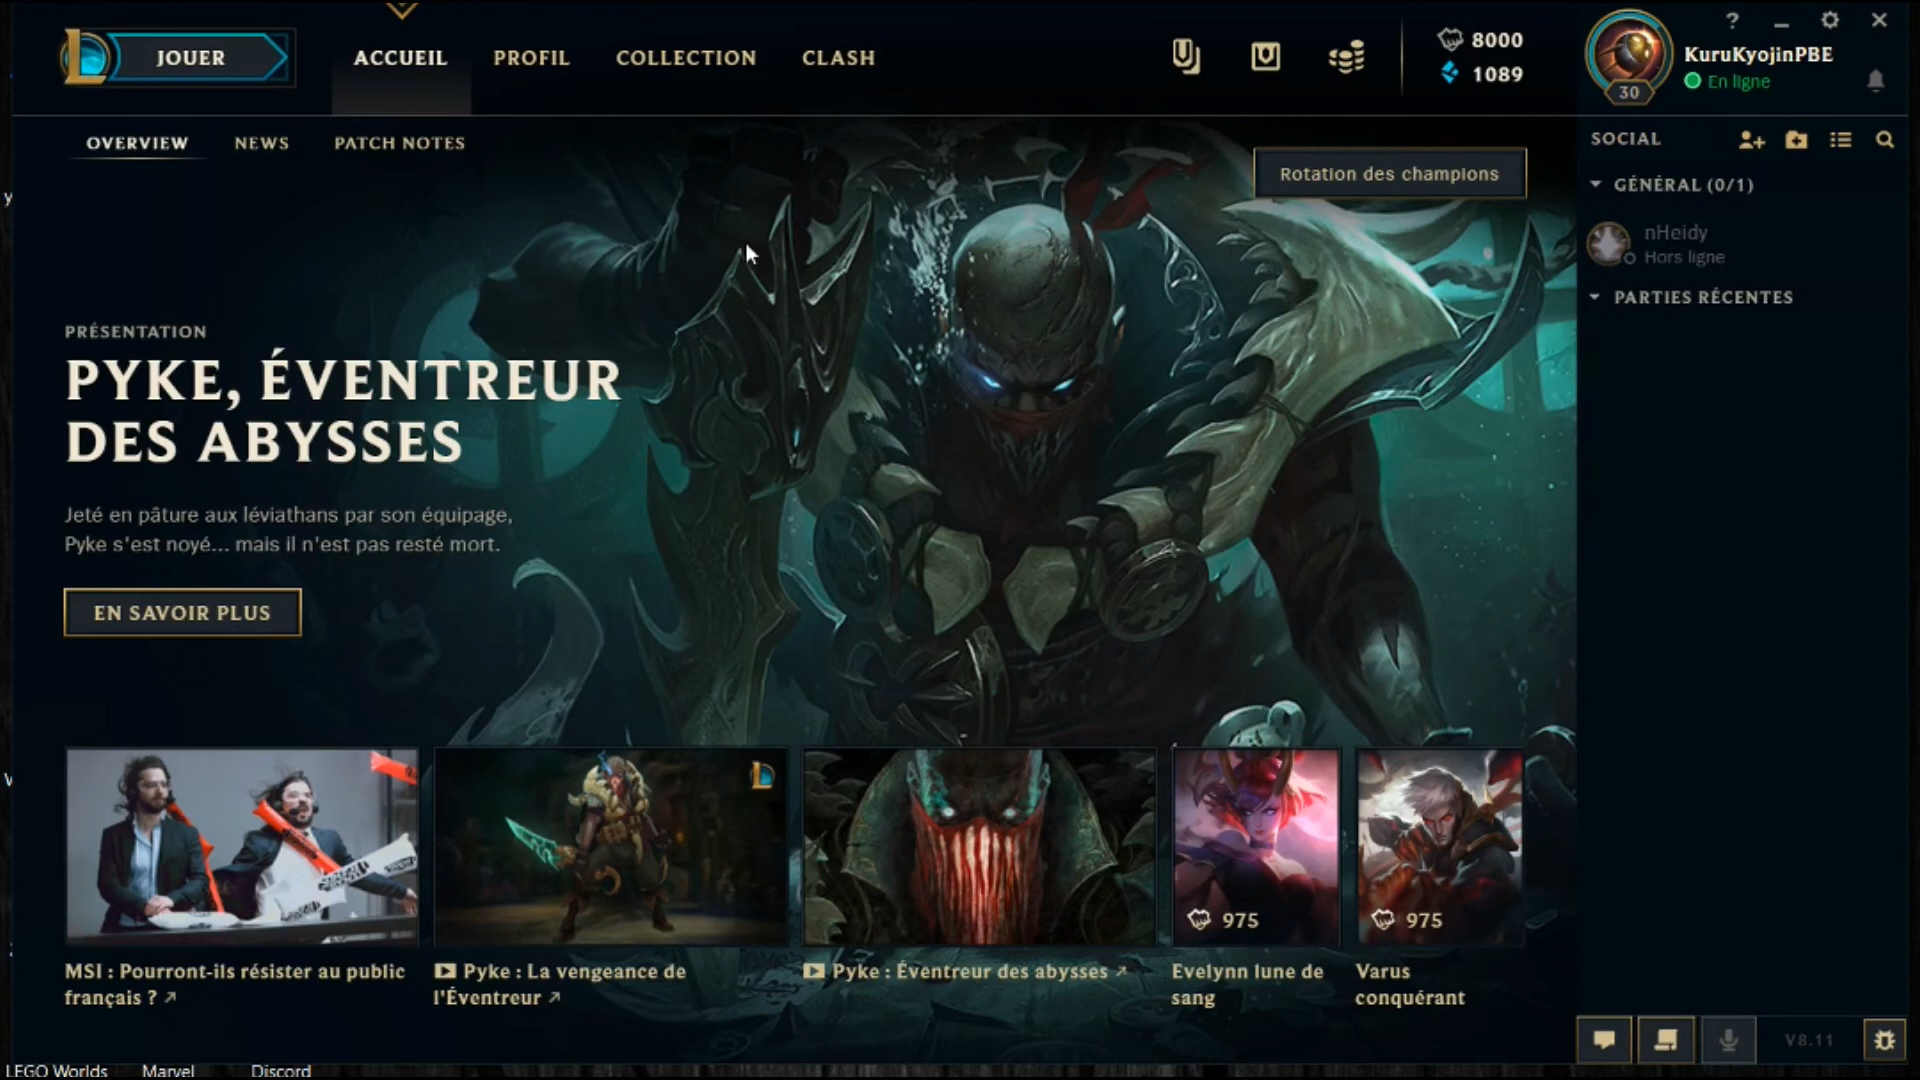 JOUER
ACCUEIL
PROFIL
COLLECTION
CLASH
8000
1089
30
KuruKyojinPBE
En ligne
OVERVIEW
NEWS
PATCH NOTES
Rotation des champions
SOCIAL
GÉNÉRAL (0/1)
nHeidy
Hors ligne
PARTIES RÉCENTES
PRÉSENTATION
PYKE, ÉVENTREUR
DES ABYSSES
Jeté en pâture aux léviathans par son équipage,
Pyke s'est noyé... mais il n'est pas resté mort.
EN SAVOIR PLUS
975
975
MSI : Pourront-ils résister au public
français ?
Pyke : La vengeance de
l'Éventreur
Pyke : Éventreur des abysses
Evelynn lune de
sang
Varus
conquérant
V8.11
LEGO Worlds
Marvel
Discord